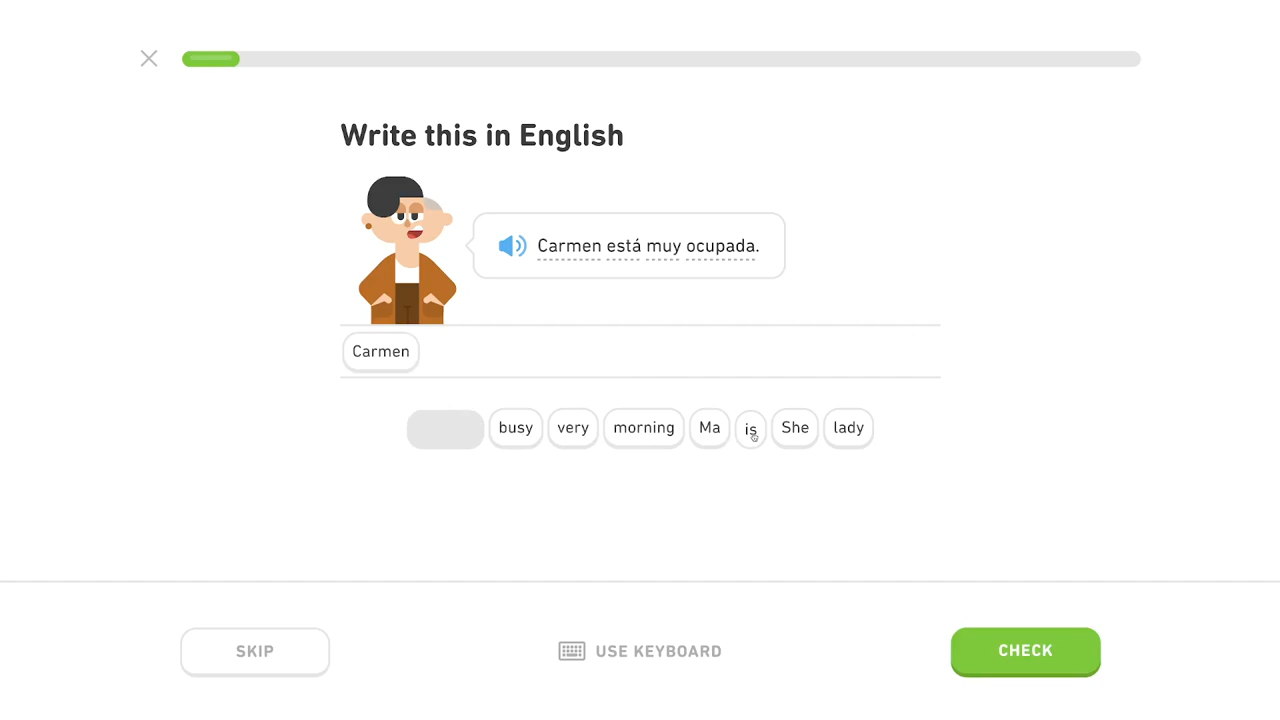 Write this in English
Carmen está muy ocupada.
Carmen
busy very morning Ma is She lady
SKIP USE KEYBOARD CHECK